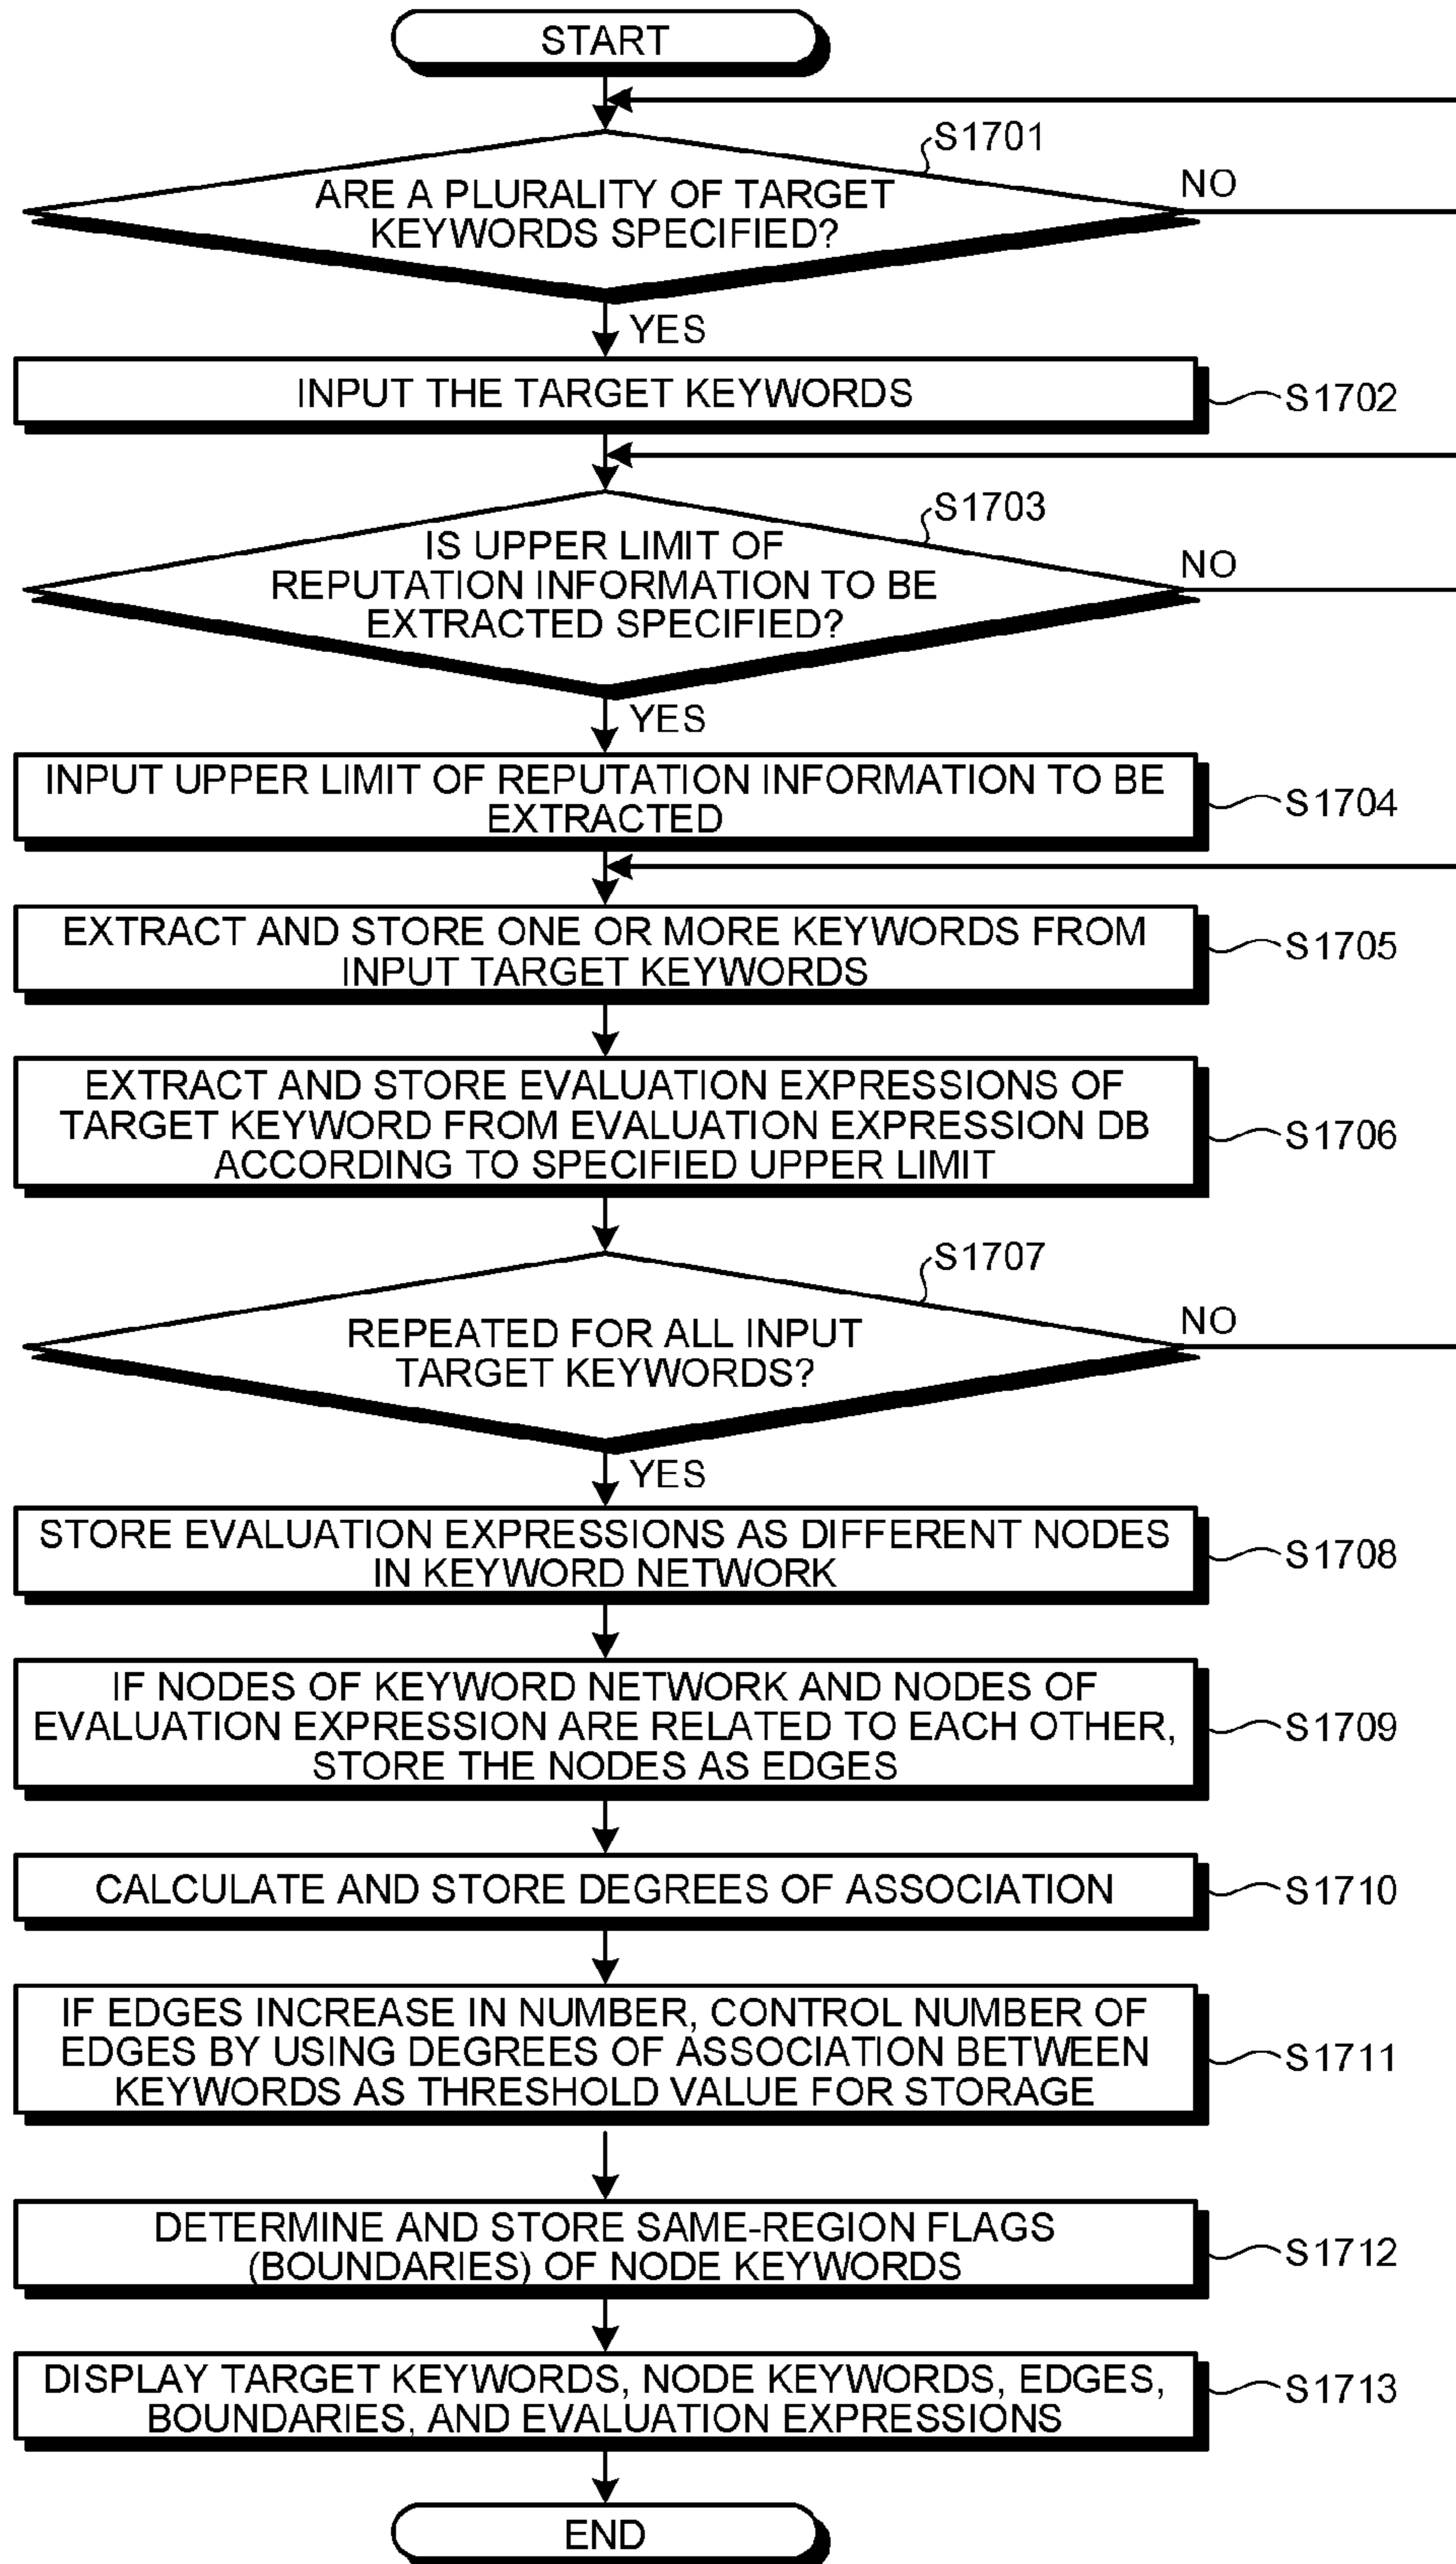 START
S1701
ARE A PLURALITY OF TARGET
KEYWORDS SPECIFIED?
NO
YES
INPUT THE TARGET KEYWORDS
S1702
S1703
IS UPPER LIMIT OF
REPUTATION INFORMATION TO BE
EXTRACTED SPECIFIED?
NO
YES
INPUT UPPER LIMIT OF REPUTATION INFORMATION TO BE
EXTRACTED
S1704
EXTRACT AND STORE ONE OR MORE KEYWORDS FROM
INPUT TARGET KEYWORDS
S1705
EXTRACT AND STORE EVALUATION EXPRESSIONS OF
TARGET KEYWORD FROM EVALUATION EXPRESSION DB
ACCORDING TO SPECIFIED UPPER LIMIT
S1706
S1707
REPEATED FOR ALL INPUT
TARGET KEYWORDS?
NO
YES
STORE EVALUATION EXPRESSIONS AS DIFFERENT NODES
IN KEYWORD NETWORK
S1708
IF NODES OF KEYWORD NETWORK AND NODES OF
EVALUATION EXPRESSION ARE RELATED TO EACH OTHER,
STORE THE NODES AS EDGES
S1709
CALCULATE AND STORE DEGREES OF ASSOCIATION
S1710
IF EDGES INCREASE IN NUMBER, CONTROL NUMBER OF
EDGES BY USING DEGREES OF ASSOCIATION BETWEEN
KEYWORDS AS THRESHOLD VALUE FOR STORAGE
S1711
DETERMINE AND STORE SAME-REGION FLAGS
(BOUNDARIES) OF NODE KEYWORDS
S1712
DISPLAY TARGET KEYWORDS, NODE KEYWORDS, EDGES,
BOUNDARIES, AND EVALUATION EXPRESSIONS
S1713
END